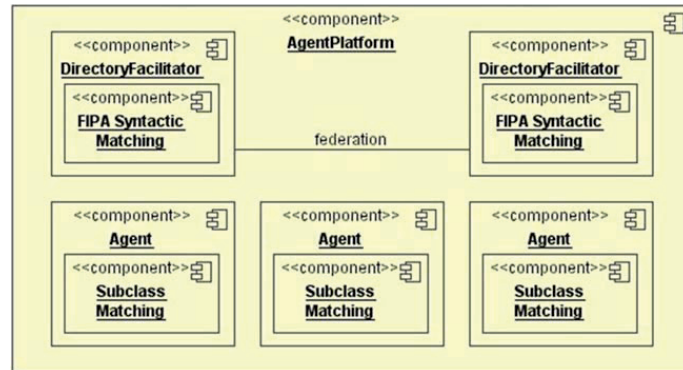 <<component>>
AgentPlatform
<<component>>
DirectoryFacilitator
<<component>>
FIPA Syntactic
Matching
federation
<<component>>
DirectoryFacilitator
<<component>>
FIPA Syntactic
Matching
<<component>>
Agent
<<component>>
Subclass
Matching
<<component>>
Agent
<<component>>
Subclass
Matching
<<component>>
Agent
<<component>>
Subclass
Matching